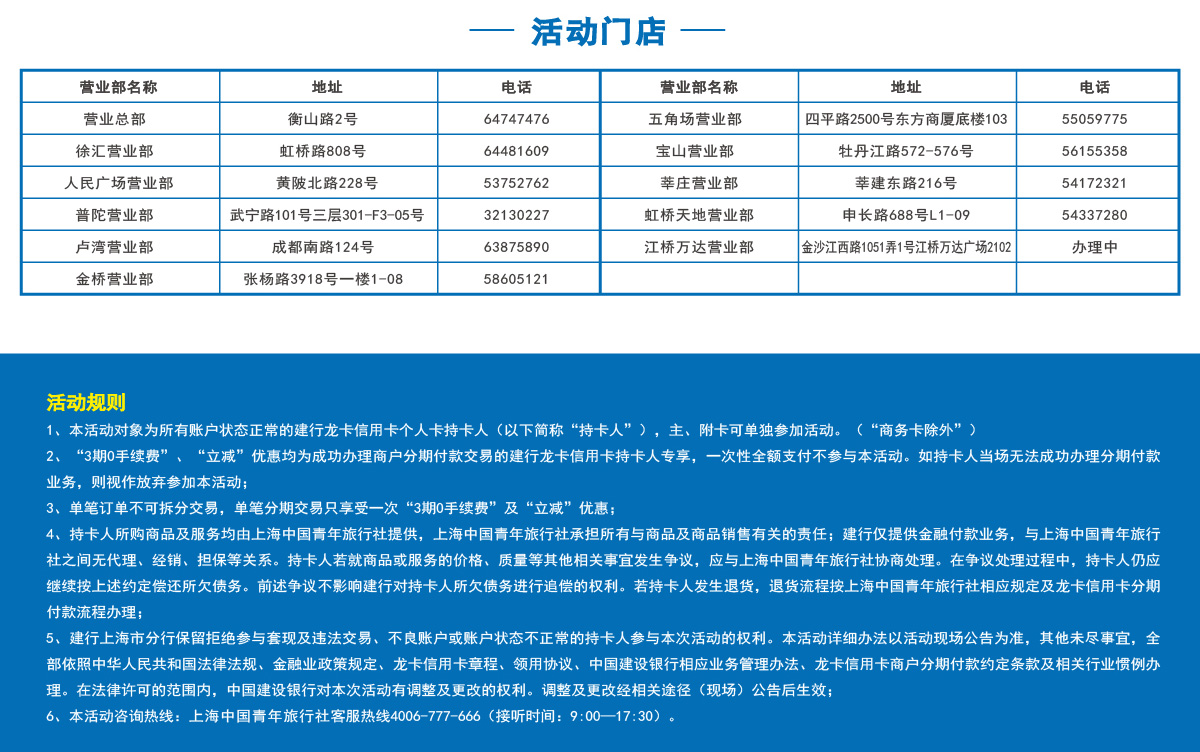 活动门店
营业部名称 地址 电话 营业部名称 地址 电话
营业总部 衡山路2号 64747476 五角场营业部 四平路2500号东方商厦底楼103 55059775
徐汇营业部 虹桥路808号 64481609 宝山营业部 牡丹江路572-576号 56155358
人民广场营业部 黄陂北路228号 53752762 莘庄营业部 莘建东路216号 54172321
普陀营业部 武宁路101号三层301-F3-05号 32130227 虹桥天地营业部 申长路688号L1-09 54337280
卢湾营业部 成都南路124号 63875890 江桥万达营业部 金沙江西路1051弄1号江桥万达广场2102 办理中
金桥营业部 张杨路3918号一楼1-08 58605121
活动规则
1、本活动对象为所有账户状态正常的建行龙卡信用卡个人卡持卡人（以下简称“持卡人”），主、附卡可单独参加活动。（“商务卡除外”）
2、“3期0手续费”、“立减”优惠均为成功办理商户分期付款交易的建行龙卡信用卡持卡人专享，一次性全额支付不参与本活动。如持卡人当场无法成功办理分期付款
业务，则视作放弃参加本活动；
3、单笔订单不可拆分交易，单笔分期交易只享受一次“3期0手续费”及“立减”优惠；
4、持卡人所购商品及服务均由上海中国青年旅行社提供，上海中国青年旅行社承担所有与商品及商品销售有关的责任；建行仅提供金融付款业务，与上海中国青年旅行
社之间无代理、经销、担保等关系。持卡人若就商品或服务的价格、质量等其他相关事宜发生争议，应与上海中国青年旅行社协商处理。在争议处理过程中，持卡人仍应
继续按上述约定偿还所欠债务。前述争议不影响建行对持卡人所欠债务进行追偿的权利。若持卡人发生退货，退货流程按上海中国青年旅行社相应规定及龙卡信用卡分期
付款流程办理；
5、建行上海市分行保留拒绝参与套现及违法交易、不良账户或账户状态不正常的持卡人参与本次活动的权利。本活动详细办法以活动现场公告为准，其他未尽事宜，全
部依照中华人民共和国法律法规、金融业政策规定、龙卡信用卡章程、领用协议、中国建设银行相应业务管理办法、龙卡信用卡商户分期付款约定条款及相关行业惯例办
理。在法律许可的范围内，中国建设银行对本次活动有调整及更改的权利。调整及更改经相关途径（现场）公告后生效；
6、本活动咨询热线：上海中国青年旅行社客服热线4006-777-666（接听时间：9:00—17:30）。